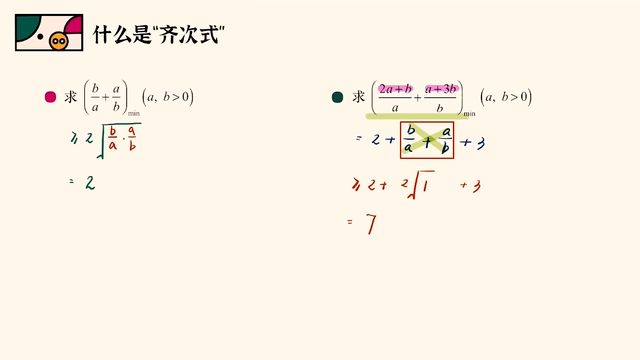 什么是“齐次式”
求 (b/a + a/b)min (a, b>0)
≥ 2√(b/a · a/b)
= 2
求 ((2a+b)/a + (a+3b)/b)min (a, b>0)
= 2 + b/a + a/b + 3
≥ 2 + 2√1 + 3
= 7